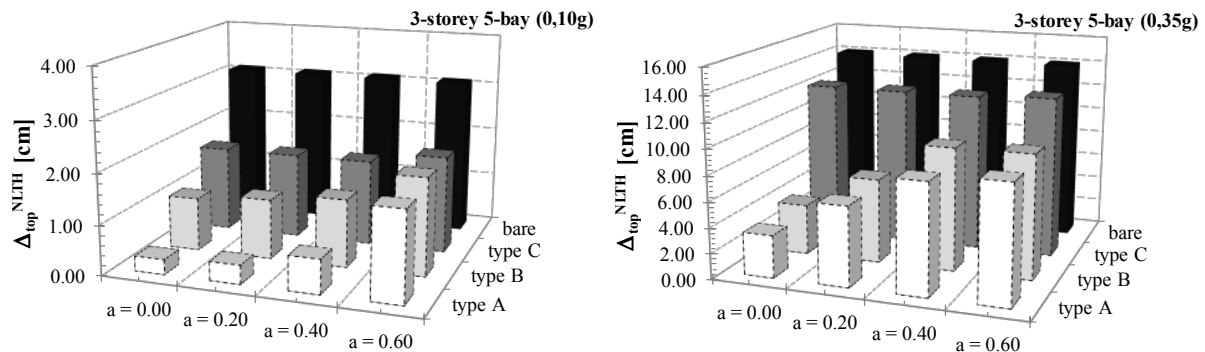 3-storey 5-bay (0,10g)
4.00
3.00
2.00
1.00
0.00
Δtop NLTH [cm]
a = 0.00
a = 0.20
a = 0.40
a = 0.60
bare
type C
type B
type A
3-storey 5-bay (0,35g)
16.00
14.00
12.00
10.00
8.00
6.00
4.00
2.00
0.00
Δtop NLTH [cm]
a = 0.00
a = 0.20
a = 0.40
a = 0.60
bare
type C
type B
type A